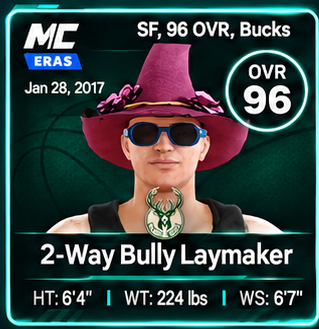 MC
ERAS
SF, 96 OVR, Bucks
Jan 28, 2017
OVR
96
2-Way Bully Laymaker
HT: 6'4" | WT: 224 lbs | WS: 6'7"